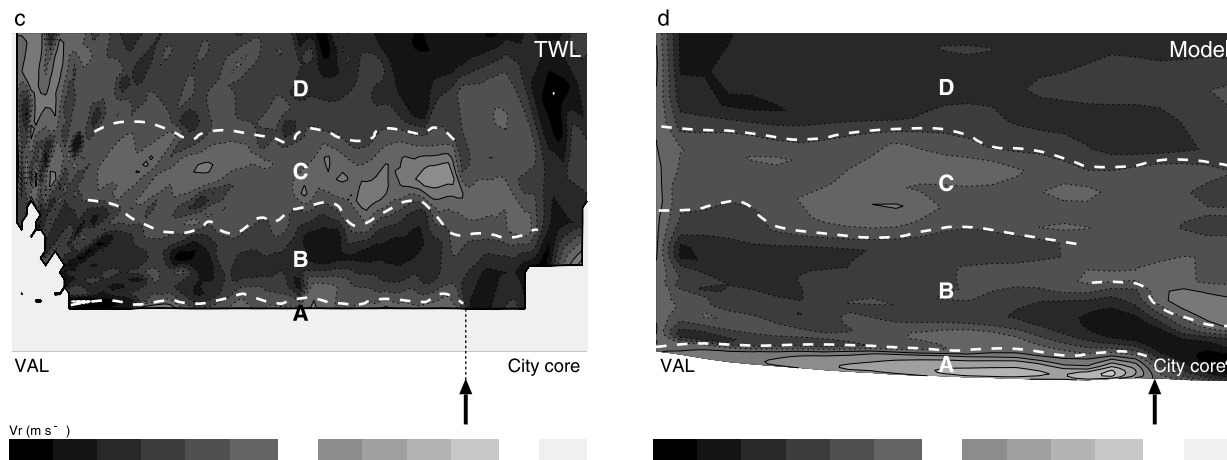 c
TWL
D
C
B
A
VAL
City core
Vr (m s⁻ )
d
Model
D
C
B
A
VAL
City core